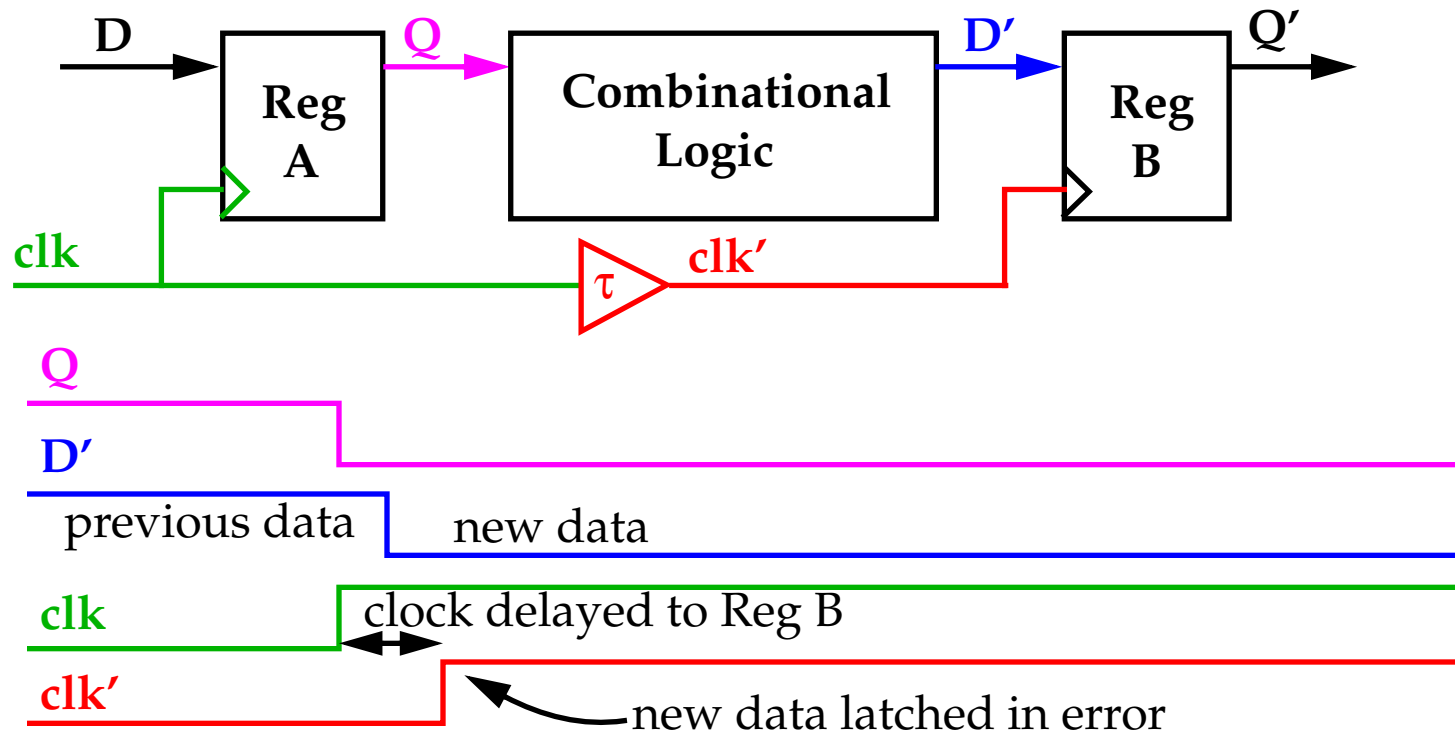 D
Q
D’
Q’
Reg
A
Combinational
Logic
Reg
B
clk
τ
clk’
Q
D’
previous data
new data
clk
clock delayed to Reg B
clk’
new data latched in error